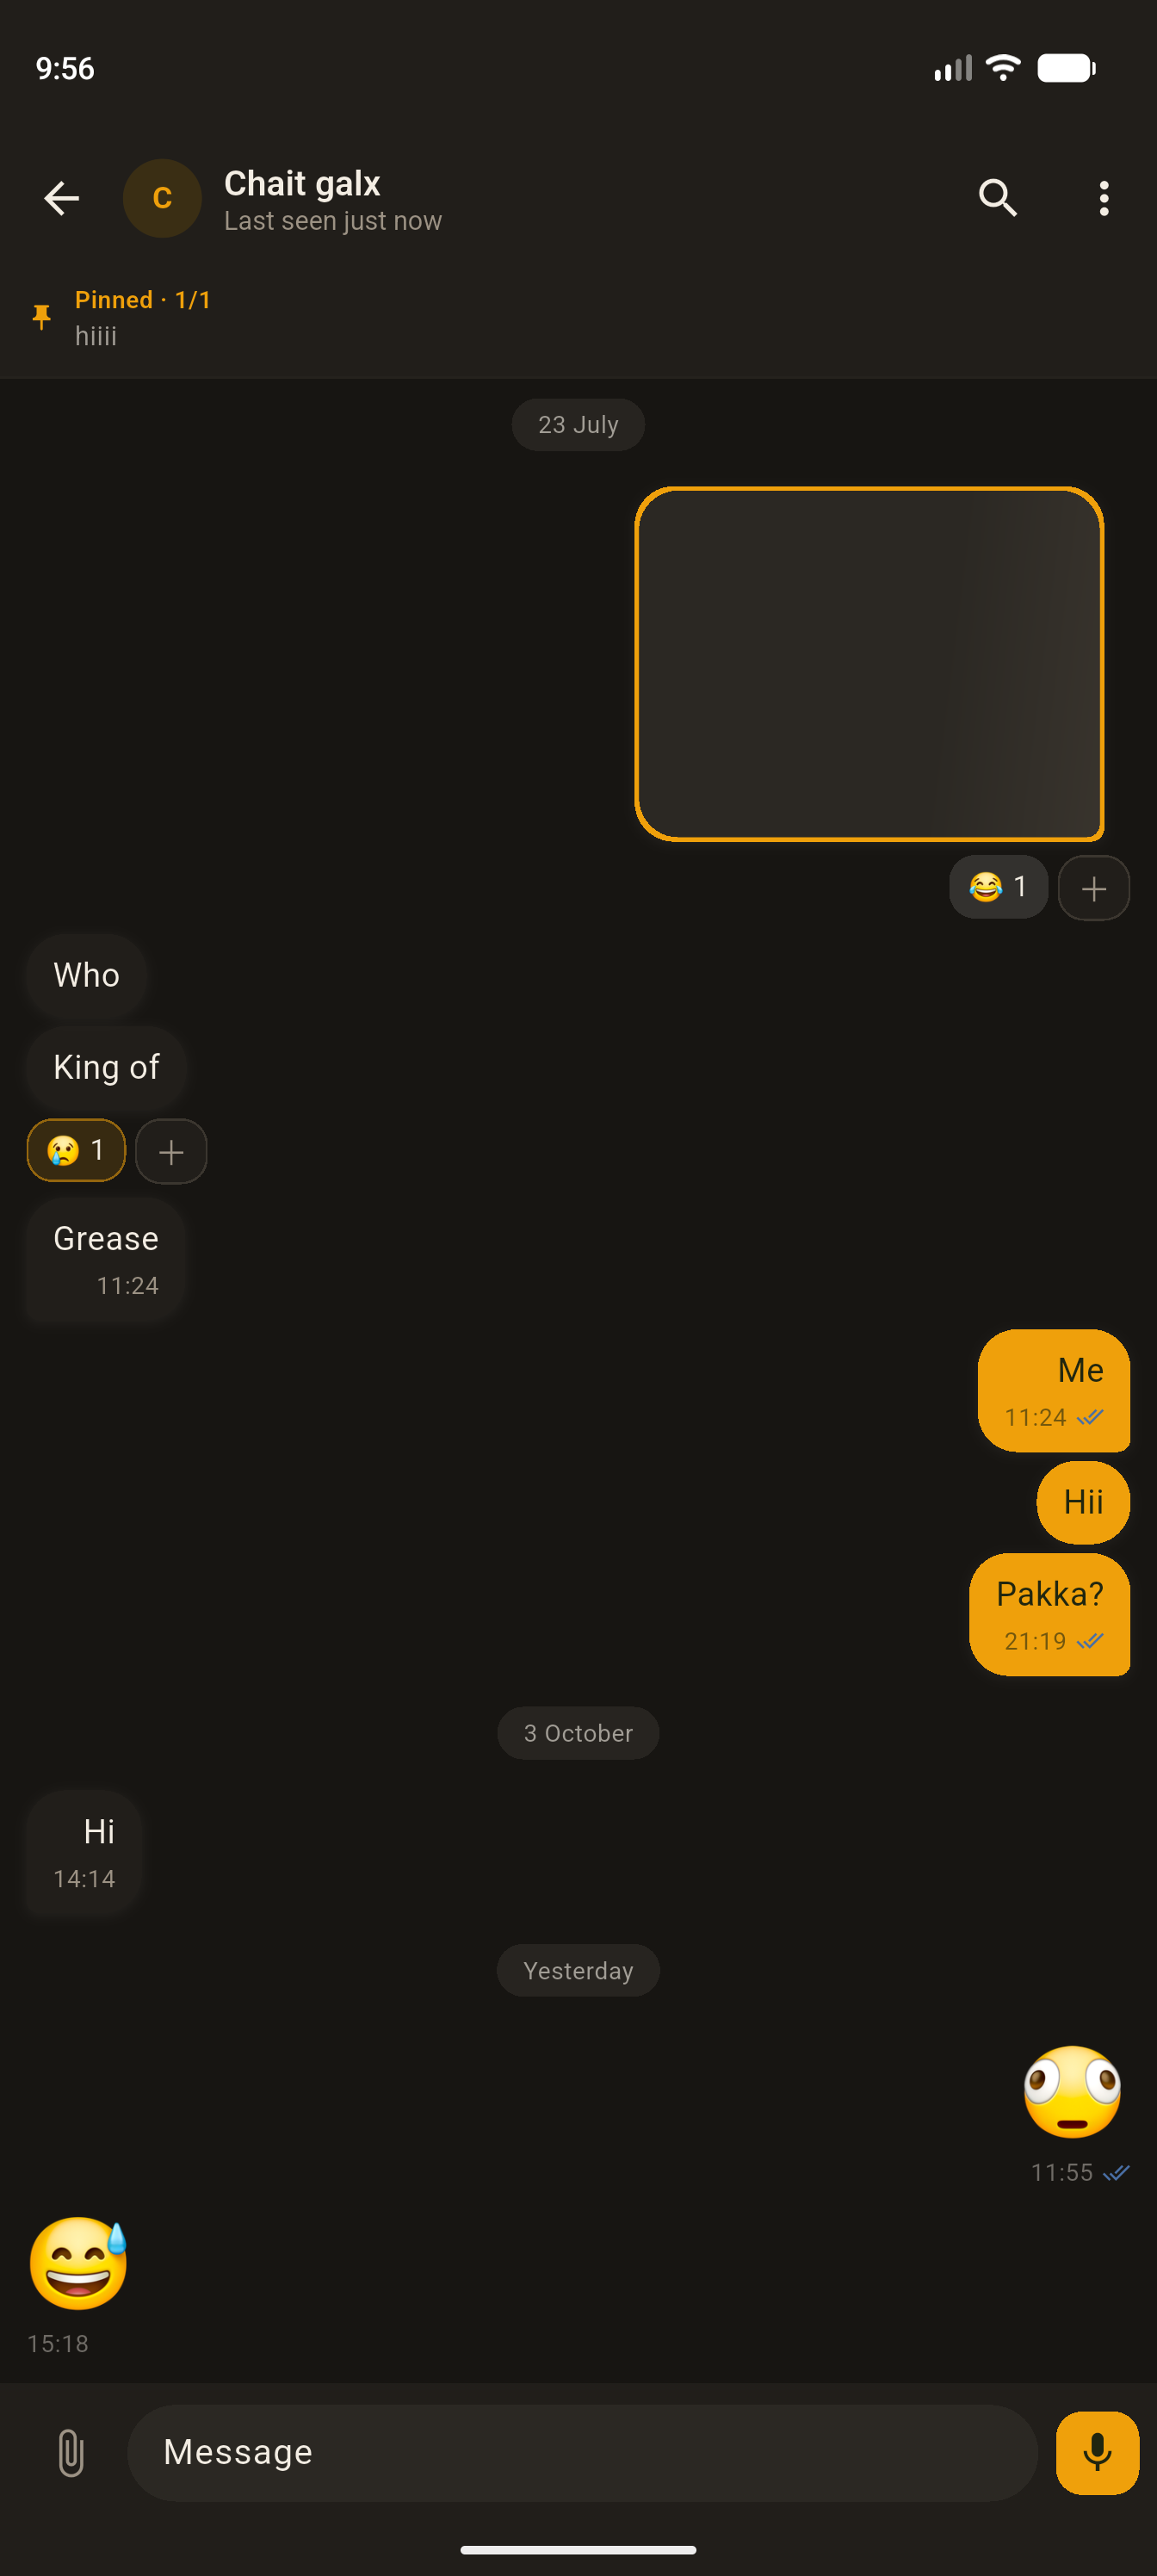 9:56
C
Chait galx
Last seen just now
Pinned · 1/1
hiiii
23 July
😂 1
Who
King of
😢 1
Grease
11:24
Me
11:24
Hii
Pakka?
21:19
3 October
Hi
14:14
Yesterday
🙄
11:55
😅
15:18
Message